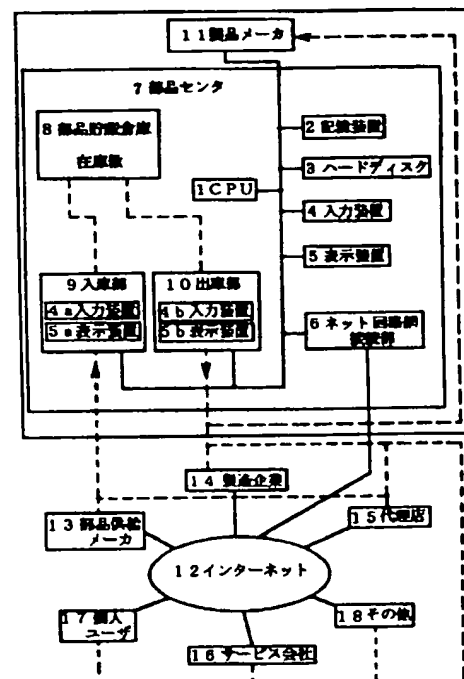 11製品メーカ
7部品センタ
8部品貯蔵倉庫
在庫数
2記憶装置
3ハードディスク
1CPU
4入力装置
5表示装置
9入庫部
4a入力装置
5a表示装置
10出庫部
4b入力装置
5b表示装置
6ネット回路網
接続部
14製造企業
13部品供給
メーカ
15代理店
12インターネット
17個人
ユーザ
18その他
16サービス会社